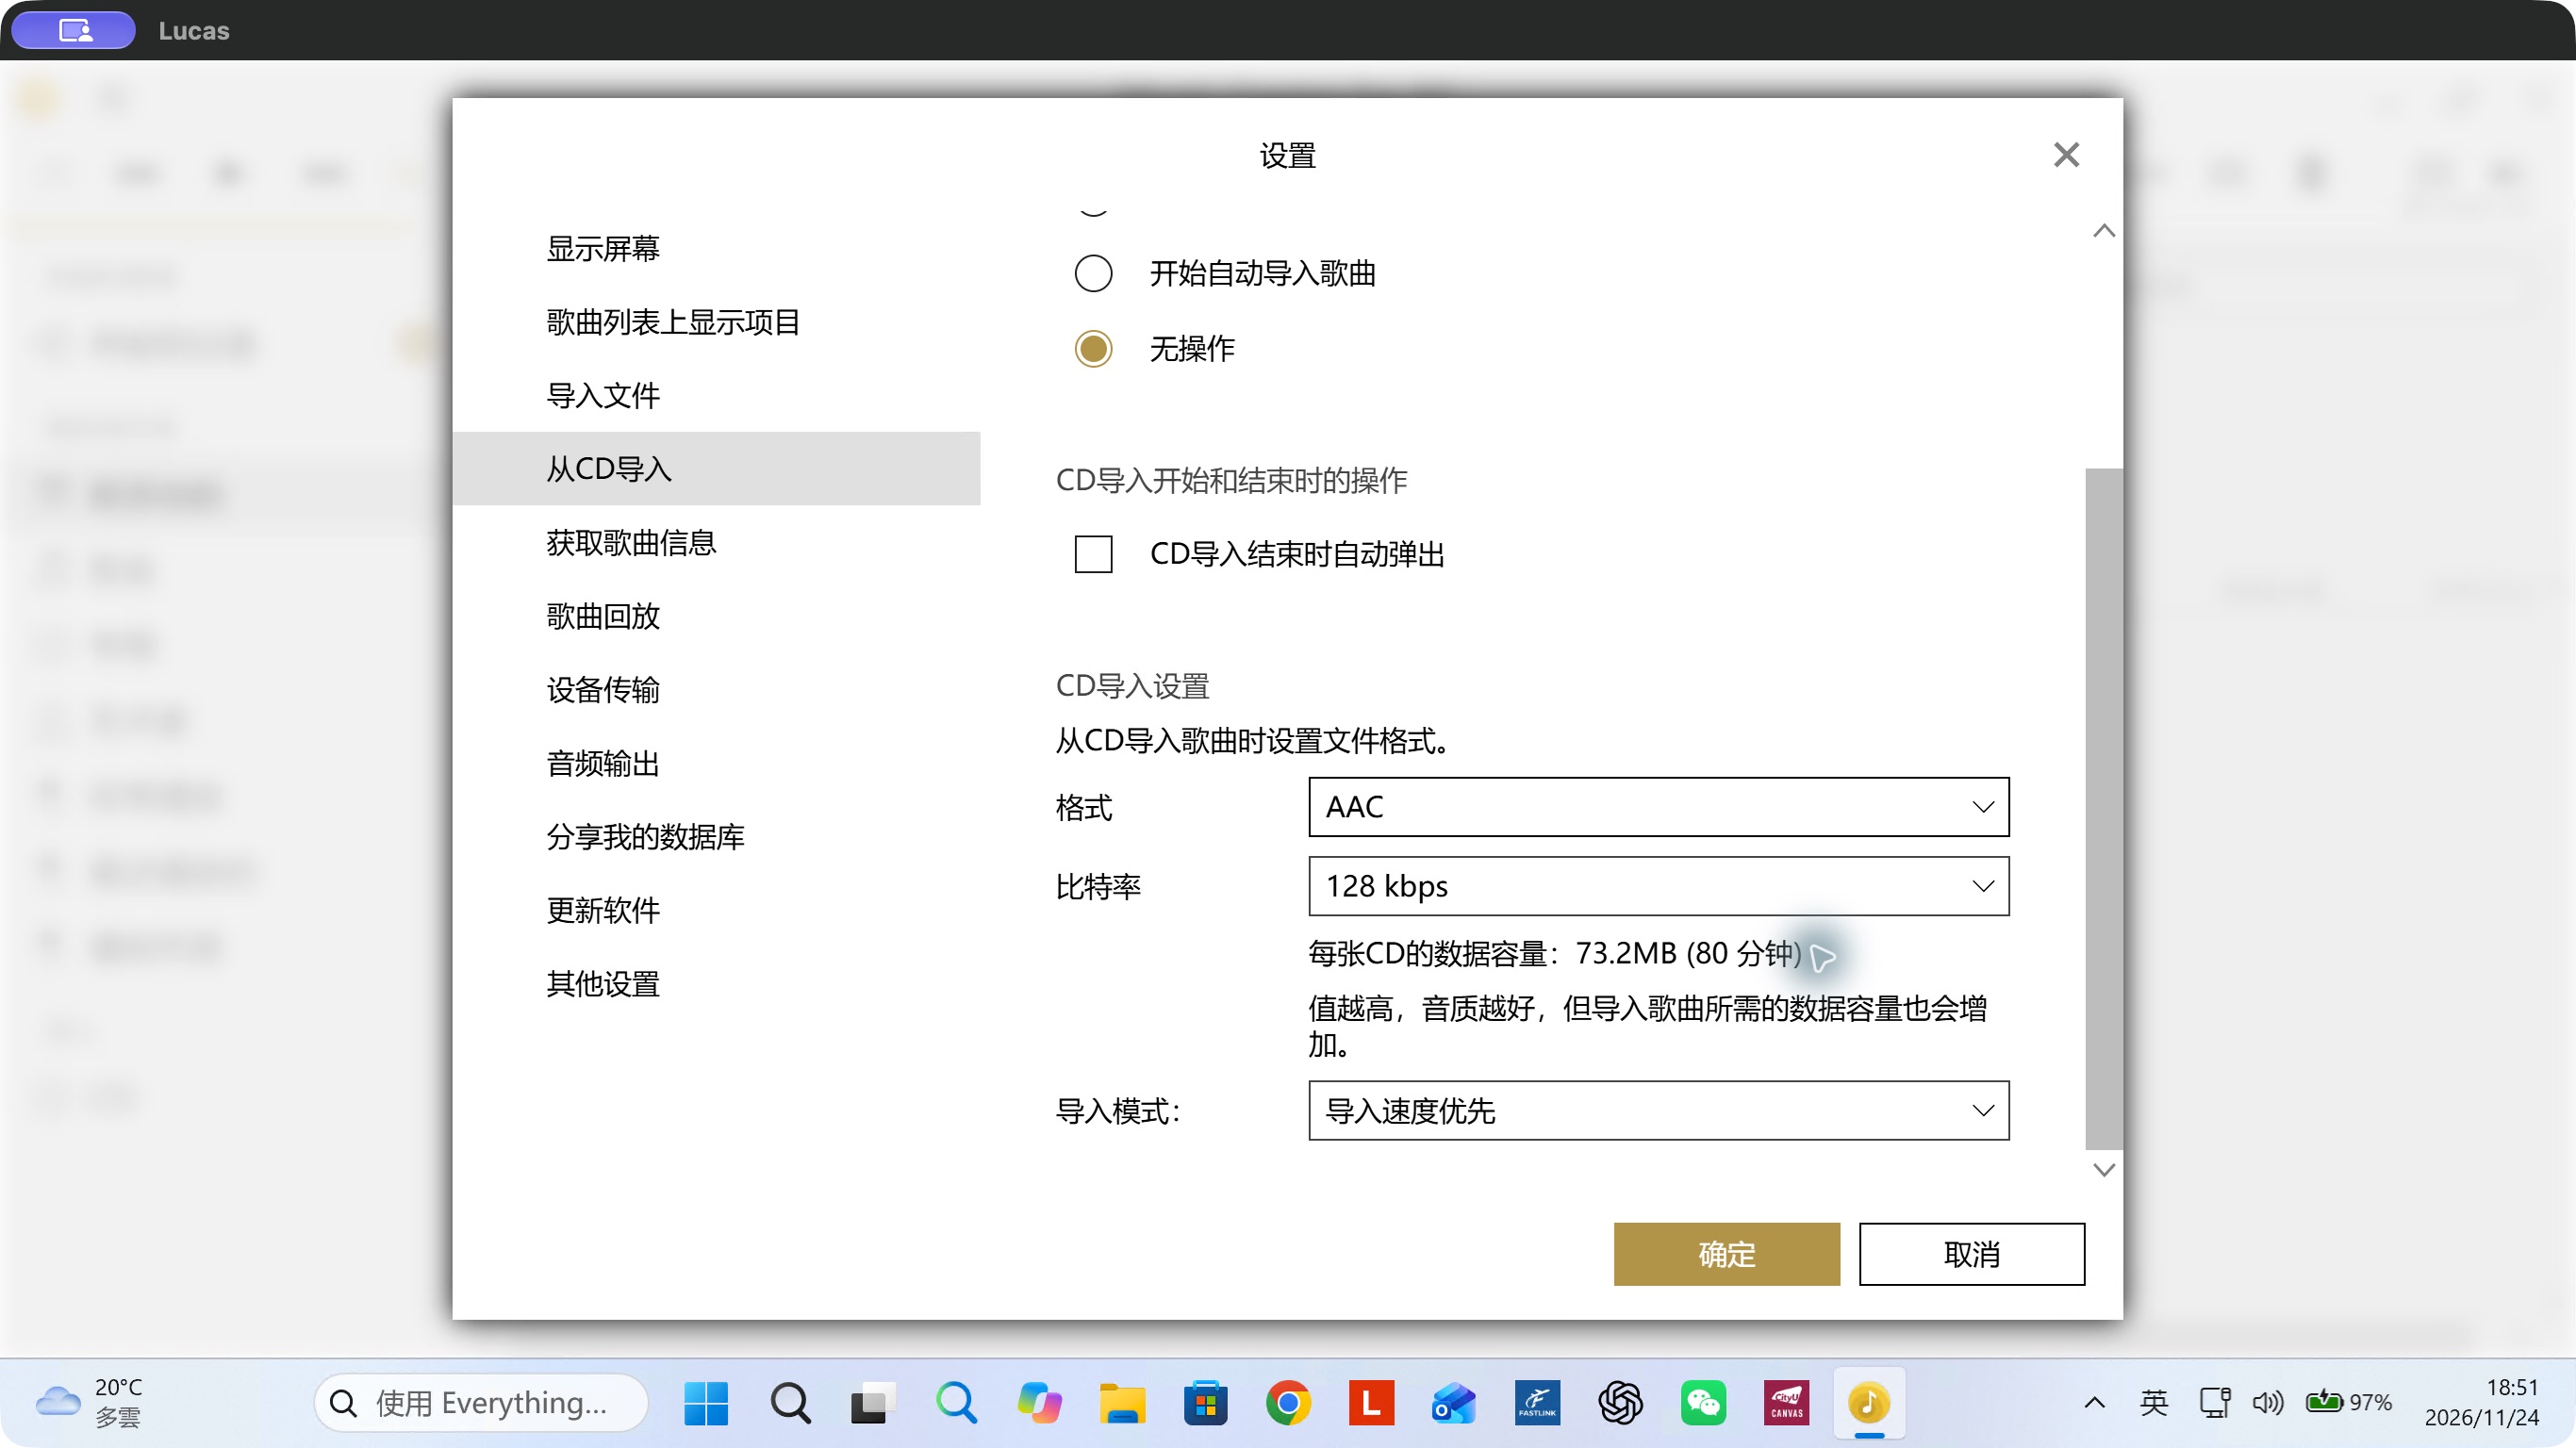 Lucas
设置
显示屏幕
歌曲列表上显示项目
导入文件
从CD导入
获取歌曲信息
歌曲回放
设备传输
音频输出
分享我的数据库
更新软件
其他设置
开始自动导入歌曲
无操作
CD导入开始和结束时的操作
CD导入结束时自动弹出
CD导入设置
从CD导入歌曲时设置文件格式。
格式
AAC
比特率
128 kbps
每张CD的数据容量：73.2MB (80 分钟)
值越高，音质越好，但导入歌曲所需的数据容量也会增
加。
导入模式：
导入速度优先
确定
取消
20°C
多雲
使用 Everything...
L
FASTLINK
CityU
CANVAS
英
97%
18:51
2026/11/24